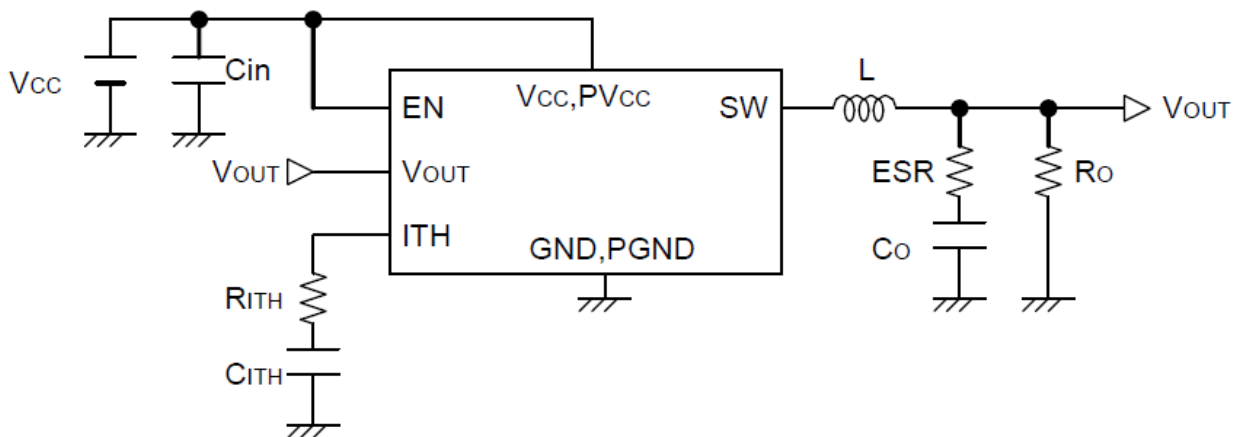 VCC
Cin
EN
VCC,PVCC
SW
L
VOUT
VOUT
VOUT
ESR
RO
ITH
GND,PGND
CO
RITH
CITH